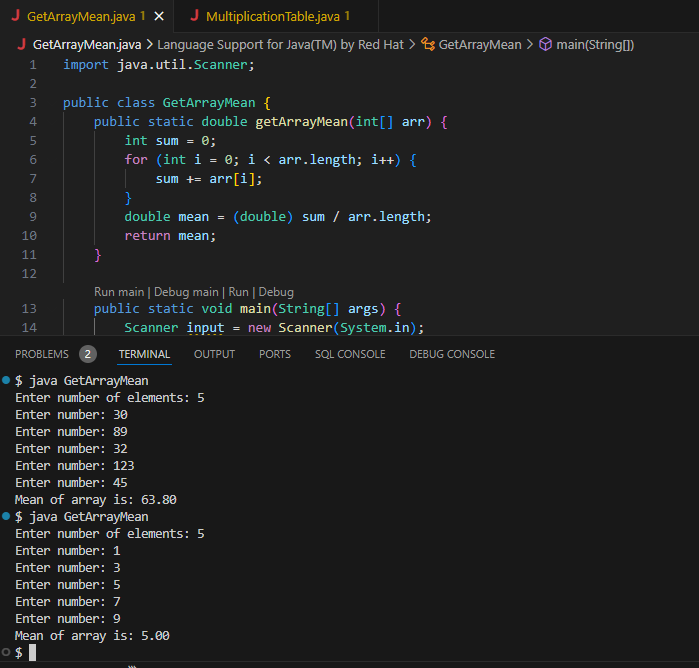 GetArrayMean.java 1 MultiplicationTable.java 1
GetArrayMean.java > Language Support for Java(TM) by Red Hat > GetArrayMean > main(String[])
1 import java.util.Scanner;
2
3 public class GetArrayMean {
4 public static double getArrayMean(int[] arr) {
5 int sum = 0;
6 for (int i = 0; i < arr.length; i++) {
7 sum += arr[i];
8 }
9 double mean = (double) sum / arr.length;
10 return mean;
11 }
12
Run main | Debug main | Run | Debug
13 public static void main(String[] args) {
14 Scanner input = new Scanner(System.in);
PROBLEMS 2 TERMINAL OUTPUT PORTS SQL CONSOLE DEBUG CONSOLE
$ java GetArrayMean
Enter number of elements: 5
Enter number: 30
Enter number: 89
Enter number: 32
Enter number: 123
Enter number: 45
Mean of array is: 63.80
$ java GetArrayMean
Enter number of elements: 5
Enter number: 1
Enter number: 3
Enter number: 5
Enter number: 7
Enter number: 9
Mean of array is: 5.00
$